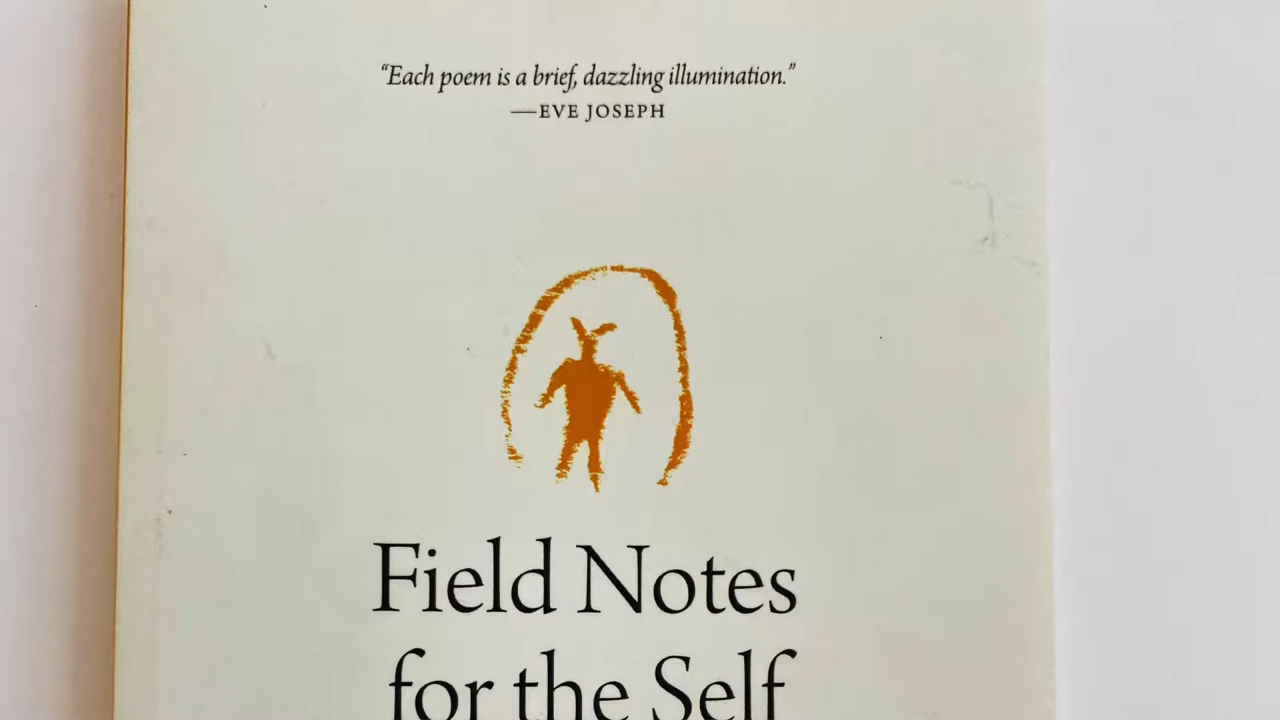 “Each poem is a brief, dazzling illumination.”
—EVE JOSEPH
Field Notes
for the Self